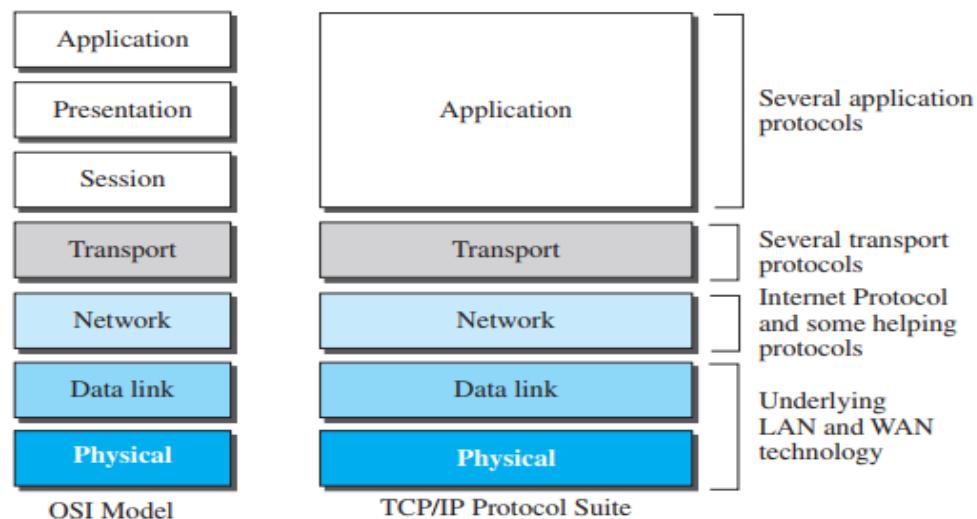 Application
Presentation
Session
Transport
Network
Data link
Physical
OSI Model
Application
Transport
Network
Data link
Physical
TCP/IP Protocol Suite
Several application
protocols
Several transport
protocols
Internet Protocol
and some helping
protocols
Underlying
LAN and WAN
technology